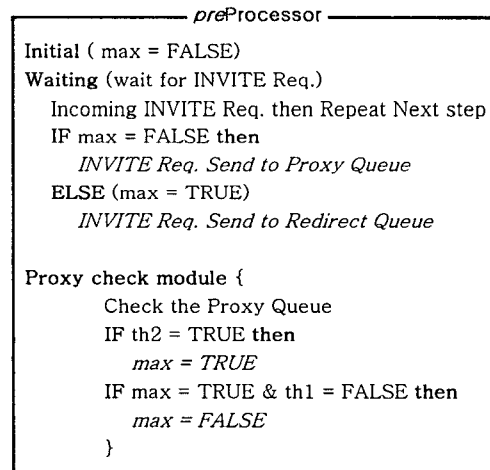 preProcessor
Initial ( max = FALSE)
Waiting (wait for INVITE Req.)
Incoming INVITE Req. then Repeat Next step
IF max = FALSE then
INVITE Req. Send to Proxy Queue
ELSE (max = TRUE)
INVITE Req. Send to Redirect Queue
Proxy check module {
Check the Proxy Queue
IF th2 = TRUE then
max = TRUE
IF max = TRUE & th1 = FALSE then
max = FALSE
}